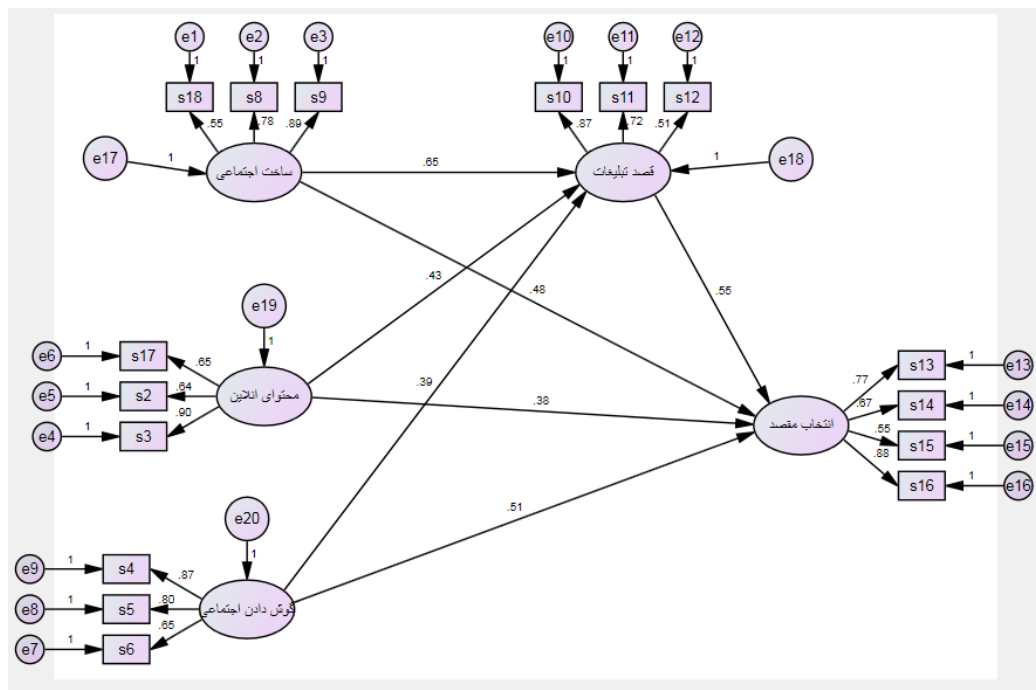 e1
e2
e3
e10
e11
e12
1
1
1
1
1
1
s18
s8
s9
s10
s11
s12
.55
.78
.89
.87
.72
.51
e17
1
ساخت اجتماعی
.65
قصد تبلیغات
1
e18
.43
.48
.55
e19
1
e6
1
s17
.65
e5
1
s2
.64
محتوای انلاین
e4
1
s3
.90
.39
.38
انتخاب مقصد
.77
s13
1
e13
.67
s14
1
e14
.55
s15
1
e15
.88
s16
1
e16
.51
e20
1
e9
1
s4
.87
e8
1
s5
.80
گوش دادن اجتماعی
e7
1
s6
.65